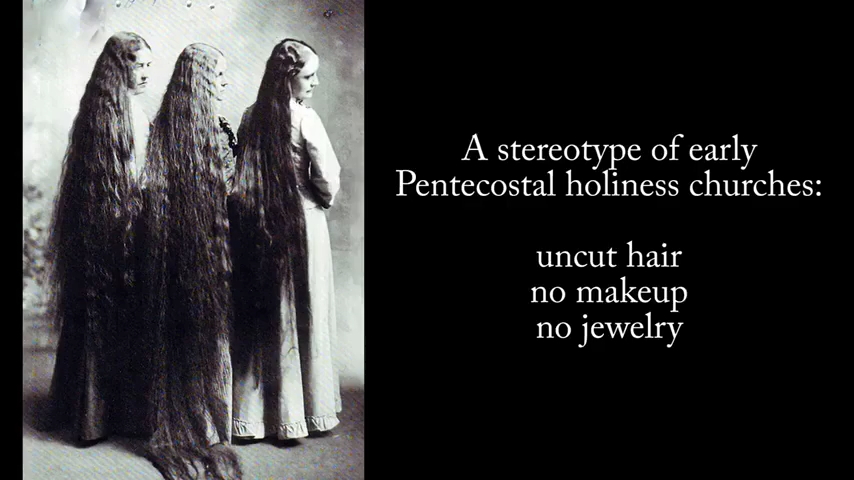 A stereotype of early
Pentecostal holiness churches:
uncut hair
no makeup
no jewelry